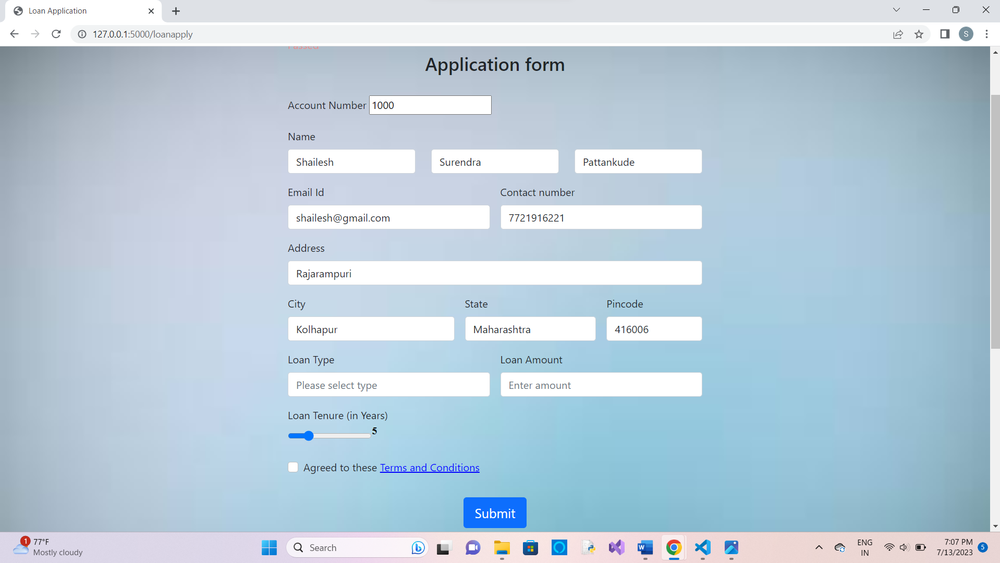 Loan Application
127.0.0.1:5000/loanapply
S
Passed
Application form
Account Number 1000
Name
Shailesh Surendra Pattankude
Email Id Contact number
shailesh@gmail.com 7721916221
Address
Rajarampuri
City State Pincode
Kolhapur Maharashtra 416006
Loan Type Loan Amount
Please select type Enter amount
Loan Tenure (in Years)
5
Agreed to these Terms and Conditions
Submit
1 77°F
Mostly cloudy
Search
W
ENG
IN
7:07 PM
7/13/2023
5